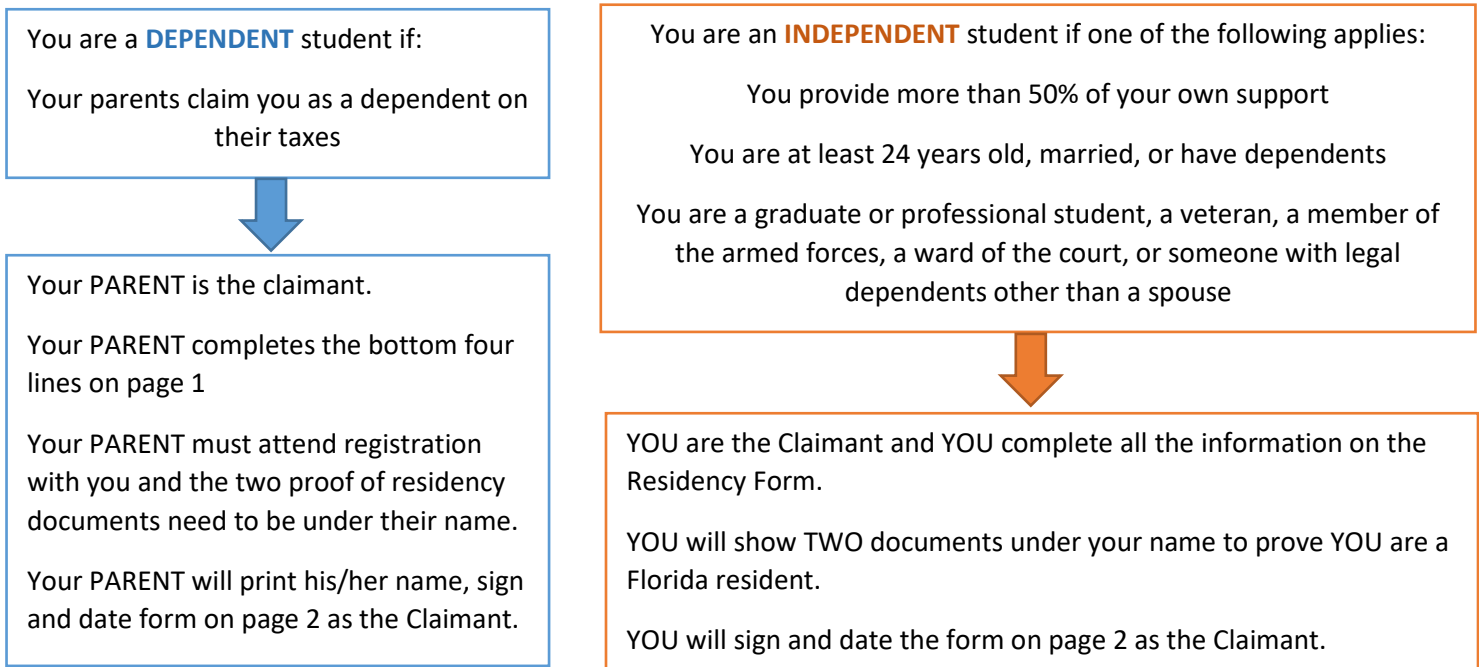 You are a DEPENDENT student if:
Your parents claim you as a dependent on
their taxes
Your PARENT is the claimant.
Your PARENT completes the bottom four
lines on page 1
Your PARENT must attend registration
with you and the two proof of residency
documents need to be under their name.
Your PARENT will print his/her name, sign
and date form on page 2 as the Claimant.
You are an INDEPENDENT student if one of the following applies:
You provide more than 50% of your own support
You are at least 24 years old, married, or have dependents
You are a graduate or professional student, a veteran, a member of
the armed forces, a ward of the court, or someone with legal
dependents other than a spouse
YOU are the Claimant and YOU complete all the information on the
Residency Form.
YOU will show TWO documents under your name to prove YOU are a
Florida resident.
YOU will sign and date the form on page 2 as the Claimant.